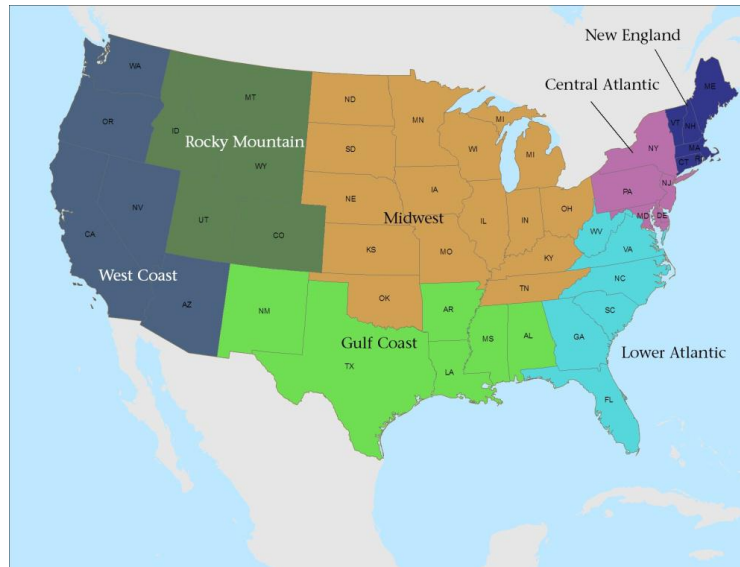 New England
Central Atlantic
ME
WA
MT
ND
MN
MI
VT
NH
OR
ID
Rocky Mountain
SD
WI
MI
NY
MA
CT
RI
WY
IA
PA
NJ
NE
Midwest
NV
UT
CO
IL
IN
OH
MD
DE
WV
CA
KS
MO
KY
VA
West Coast
NC
AZ
NM
OK
TN
AR
SC
Gulf Coast
MS
AL
GA
Lower Atlantic
TX
LA
FL